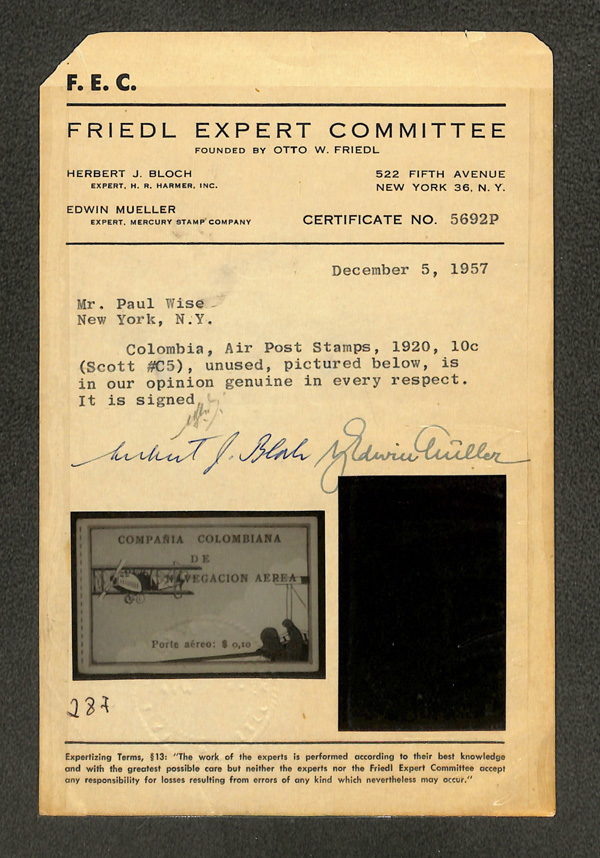 F. E. C.
FRIEDL EXPERT COMMITTEE
FOUNDED BY OTTO W. FRIEDL
HERBERT J. BLOCH
EXPERT, H. R. HARMER, INC.
522 FIFTH AVENUE
NEW YORK 36, N. Y.
EDWIN MUELLER
EXPERT, MERCURY STAMP COMPANY
CERTIFICATE NO. 5692P
December 5, 1957
Mr. Paul Wise
New York, N.Y.
Colombia, Air Post Stamps, 1920, 10c
(Scott #C5), unused, pictured below, is
in our opinion genuine in every respect.
It is signed
Herbert J. Bloch Edwin Müller
COMPAÑIA COLOMBIANA
DE
NAVEGACION AEREA
Porte aéreo: $ 0,10
287
Expertizing Terms, §13: "The work of the experts is performed according to their best knowledge
and with the greatest possible care but neither the experts nor the Friedl Expert Committee accept
any responsibility for losses resulting from errors of any kind which nevertheless may occur."